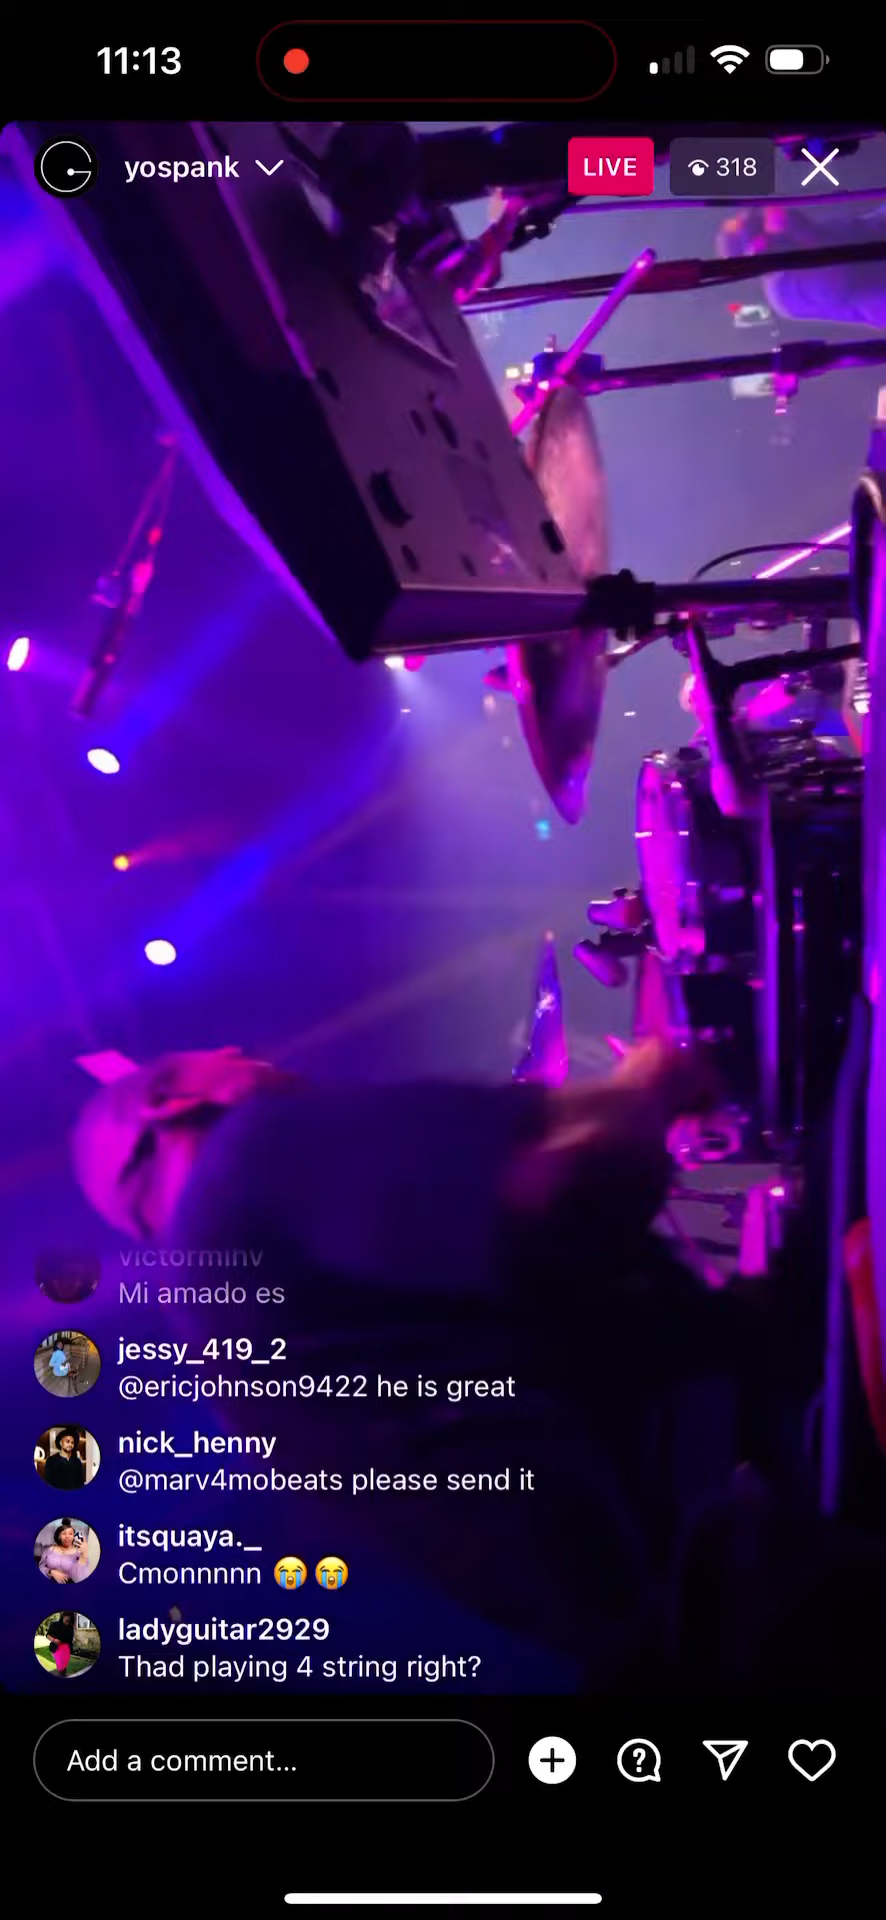 11:13
yospank
LIVE
318
victorminv
Mi amado es
jessy_419_2
@ericjohnson9422 he is great
nick_henny
@marv4mobeats please send it
itsquaya._
Cmonnnnn 😭😭
ladyguitar2929
Thad playing 4 string right?
Add a comment...